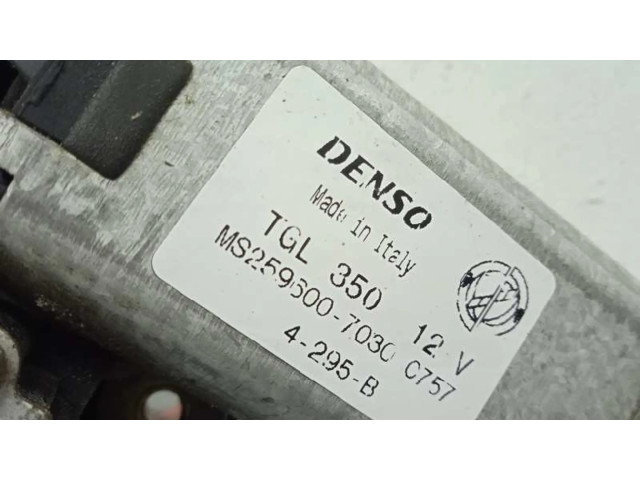 DENSO
Made in Italy
TGL 350 12 V
MS259600-7030 C757
4-295-B